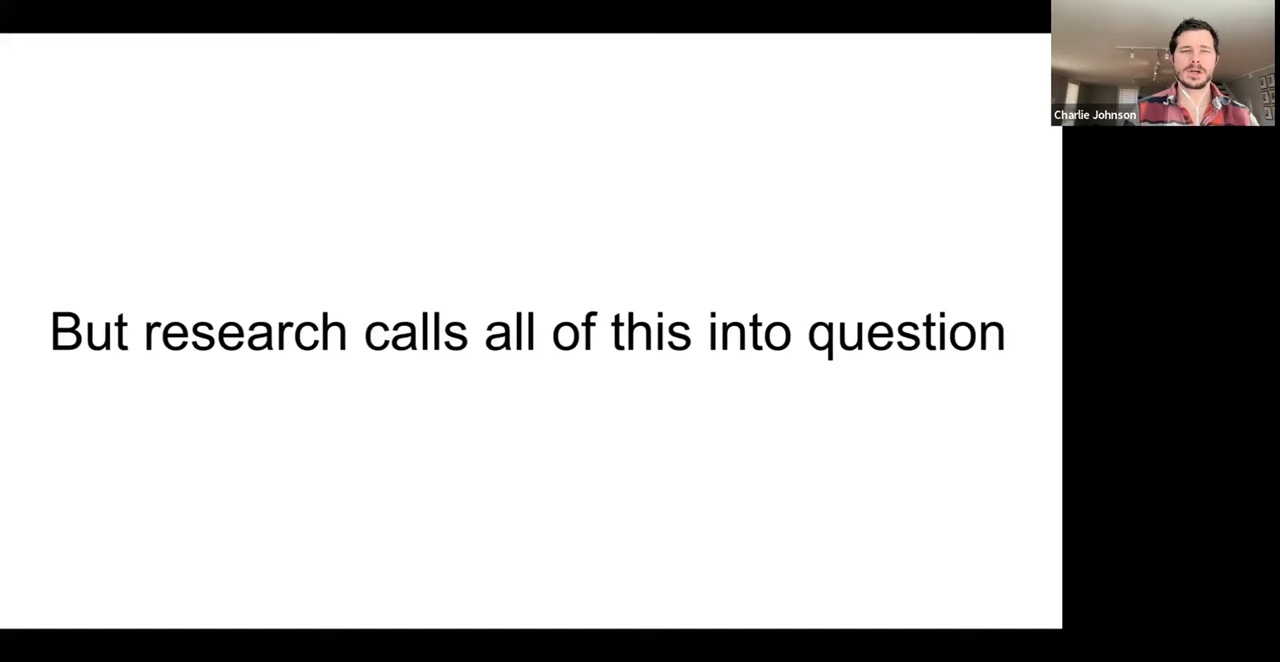 Charlie Johnson
But research calls all of this into question